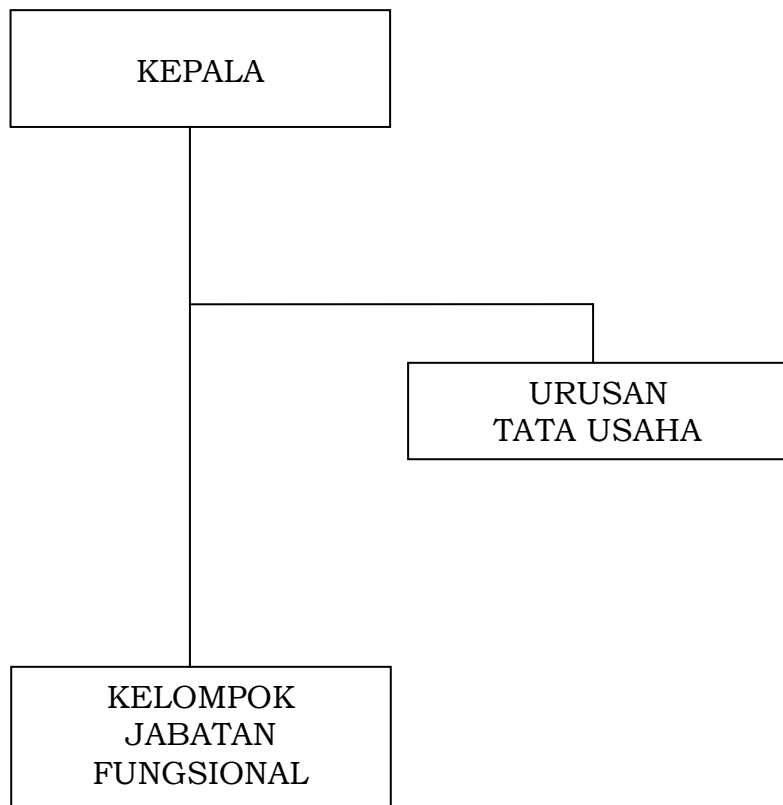 KEPALA
URUSAN
TATA USAHA
KELOMPOK
JABATAN
FUNGSIONAL